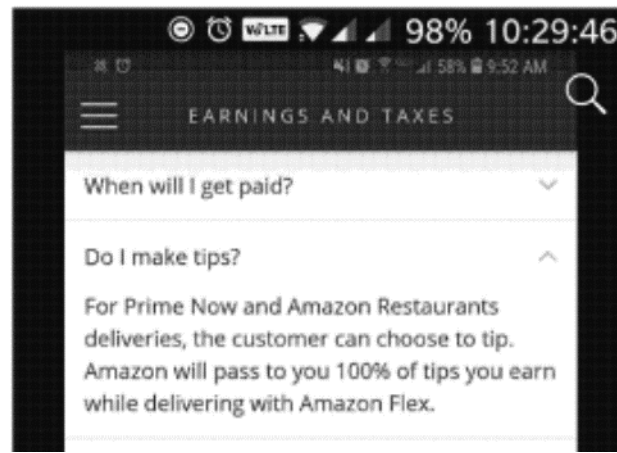 VoLTE 98% 10:29:46
58% 9:52 AM
EARNINGS AND TAXES
When will I get paid?
Do I make tips?
For Prime Now and Amazon Restaurants
deliveries, the customer can choose to tip.
Amazon will pass to you 100% of tips you earn
while delivering with Amazon Flex.